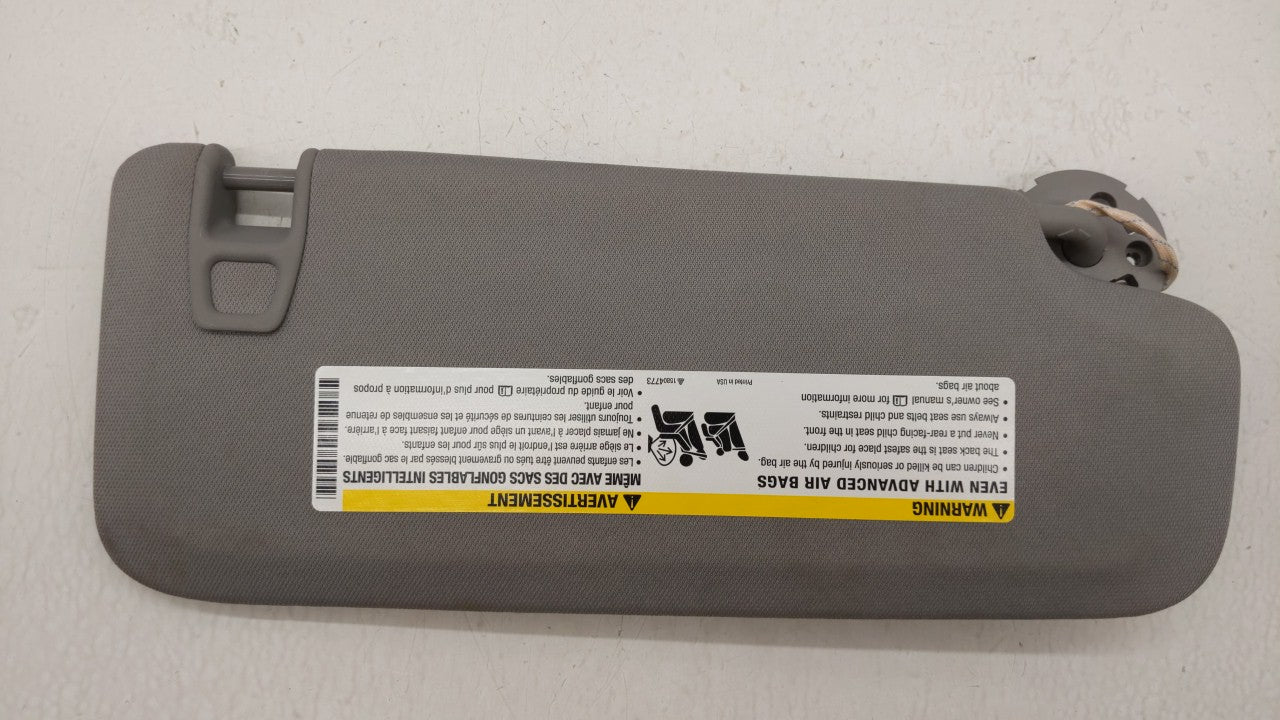 WARNING
EVEN WITH ADVANCED AIR BAGS
• Children can be killed or seriously injured by the air bag.
• The back seat is the safest place for children.
• Never put a rear-facing child seat in the front.
• Always use seat belts and child restraints.
• See owner's manual for more information
about air bags.
Printed in USA
15804773
AVERTISSEMENT
MÊME AVEC DES SACS GONFLABLES INTELLIGENTS
• Les enfants peuvent être tués ou gravement blessés par le sac gonflable.
• Le siège arrière est l'endroit le plus sûr pour les enfants.
• Ne jamais placer à l'avant un siège pour enfant faisant face à l'arrière.
• Toujours utiliser les ceintures de sécurité et les ensembles de retenue
pour enfant.
• Voir le guide du propriétaire pour plus d'information à propos
des sacs gonflables.